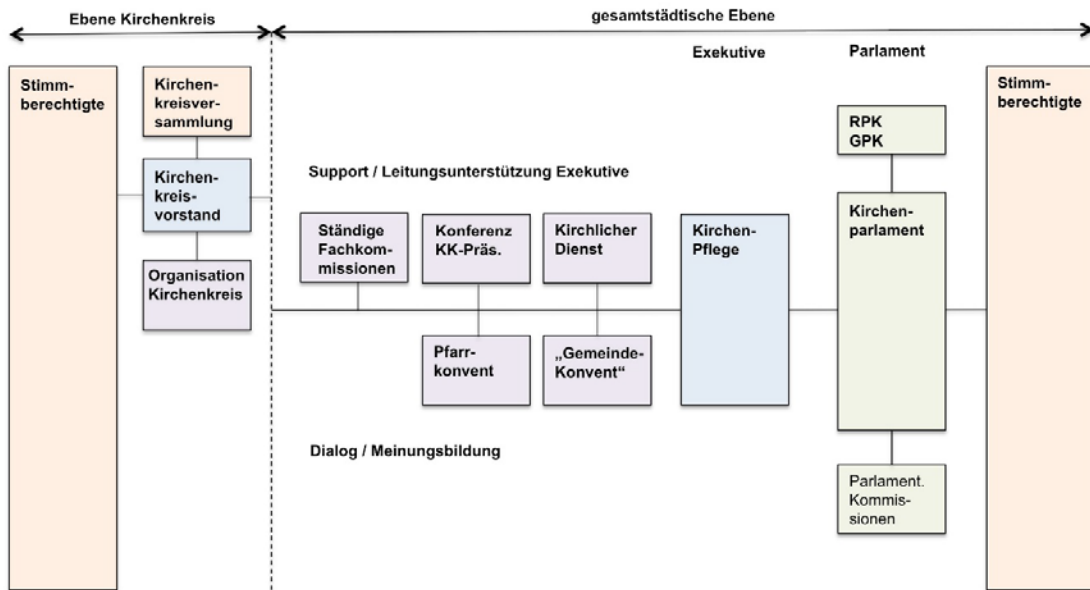 Ebene Kirchenkreis
gesamtstädtische Ebene
Exekutive
Parlament
Stimm-
berechtigte
Kirchen-
kreisver-
sammlung
Kirchen-
kreis-
vorstand
Organisation
Kirchenkreis
Support / Leitungsunterstützung Exekutive
Ständige
Fachkom-
missionen
Konferenz
KK-Präs.
Kirchlicher
Dienst
Pfarr-
konvent
„Gemeinde-
Konvent“
Dialog / Meinungsbildung
Kirchen-
Pflege
RPK
GPK
Kirchen-
parlament
Parlament.
Kommis-
sionen
Stimm-
berechtigte